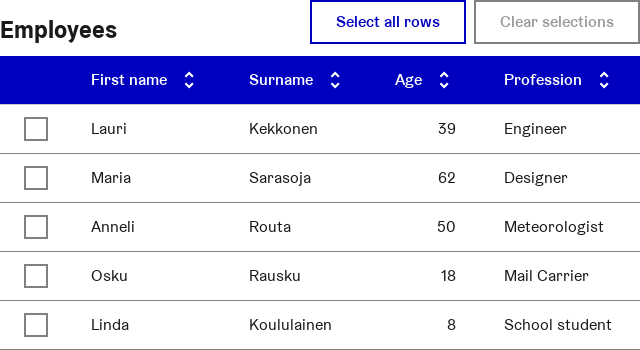 Employees Select all rows Clear selections
First name Surname Age Profession
Lauri Kekkonen 39 Engineer
Maria Sarasoja 62 Designer
Anneli Routa 50 Meteorologist
Osku Rausku 18 Mail Carrier
Linda Koululainen 8 School student